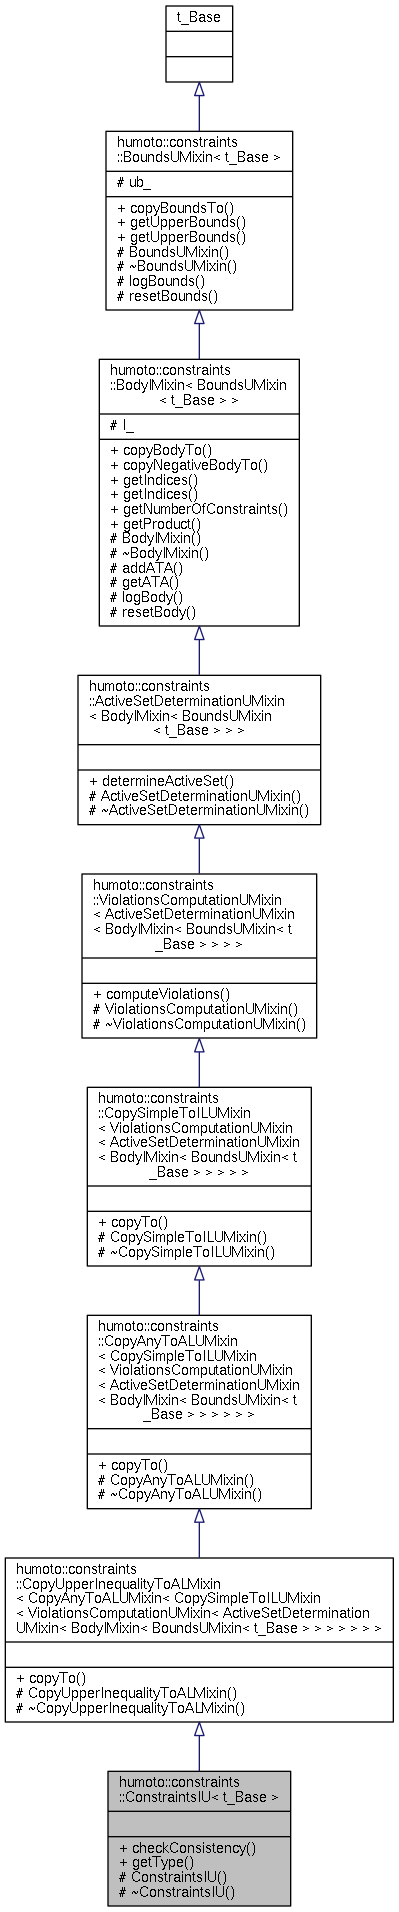 t_Base
humoto::constraints
::BoundsUMixin< t_Base >
# ub_
+ copyBoundsTo()
+ getUpperBounds()
+ getUpperBounds()
# BoundsUMixin()
# ~BoundsUMixin()
# logBounds()
# resetBounds()
humoto::constraints
::BodyIMixin< BoundsUMixin
< t_Base > >
# I_
+ copyBodyTo()
+ copyNegativeBodyTo()
+ getIndices()
+ getIndices()
+ getNumberOfConstraints()
+ getProduct()
# BodyIMixin()
# ~BodyIMixin()
# addATA()
# getATA()
# logBody()
# resetBody()
humoto::constraints
::ActiveSetDeterminationUMixin
< BodyIMixin< BoundsUMixin
< t_Base > > >
+ determineActiveSet()
# ActiveSetDeterminationUMixin()
# ~ActiveSetDeterminationUMixin()
humoto::constraints
::ViolationsComputationUMixin
< ActiveSetDeterminationUMixin
< BodyIMixin< BoundsUMixin< t
_Base > > > >
+ computeViolations()
# ViolationsComputationUMixin()
# ~ViolationsComputationUMixin()
humoto::constraints
::CopySimpleToILUMixin
< ViolationsComputationUMixin
< ActiveSetDeterminationUMixin
< BodyIMixin< BoundsUMixin< t
_Base > > > > >
+ copyTo()
# CopySimpleToILUMixin()
# ~CopySimpleToILUMixin()
humoto::constraints
::CopyAnyToALUMixin
< CopySimpleToILUMixin
< ViolationsComputationUMixin
< ActiveSetDeterminationUMixin
< BodyIMixin< BoundsUMixin< t
_Base > > > > > >
+ copyTo()
# CopyAnyToALUMixin()
# ~CopyAnyToALUMixin()
humoto::constraints
::CopyUpperInequalityToALMixin
< CopyAnyToALUMixin< CopySimpleToILUMixin
< ViolationsComputationUMixin< ActiveSetDetermination
UMixin< BodyIMixin< BoundsUMixin< t_Base > > > > > > >
+ copyTo()
# CopyUpperInequalityToALMixin()
# ~CopyUpperInequalityToALMixin()
humoto::constraints
::ConstraintsIU< t_Base >
+ checkConsistency()
+ getType()
# ConstraintsIU()
# ~ConstraintsIU()